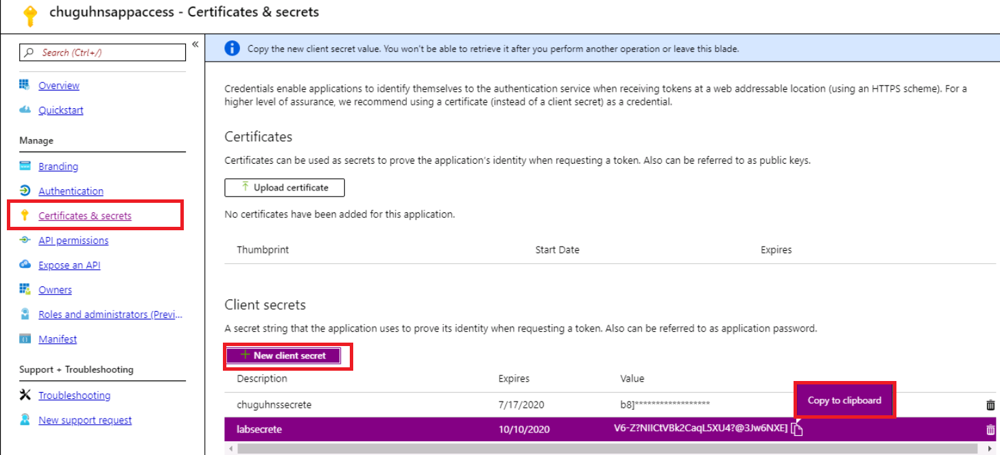 chuguhnsappaccess - Certificates & secrets
Search (Ctrl+/)
«
Overview
Quickstart
Manage
Branding
Authentication
Certificates & secrets
API permissions
Expose an API
Owners
Roles and administrators (Previ...
Manifest
Support + Troubleshooting
Troubleshooting
New support request
Copy the new client secret value. You won't be able to retrieve it after you perform another operation or leave this blade.
Credentials enable applications to identify themselves to the authentication service when receiving tokens at a web addressable location (using an HTTPS scheme). For a
higher level of assurance, we recommend using a certificate (instead of a client secret) as a credential.
Certificates
Certificates can be used as secrets to prove the application's identity when requesting a token. Also can be referred to as public keys.
Upload certificate
No certificates have been added for this application.
Thumbprint Start Date Expires
Client secrets
A secret string that the application uses to prove its identity when requesting a token. Also can be referred to as application password.
New client secret
Description Expires Value
Copy to clipboard
chuguhnssecrete 7/17/2020 b8]******************
labsecrete 10/10/2020 V6-Z?NIICtVBk2CaqL5XU4?@3Jw6NXE]